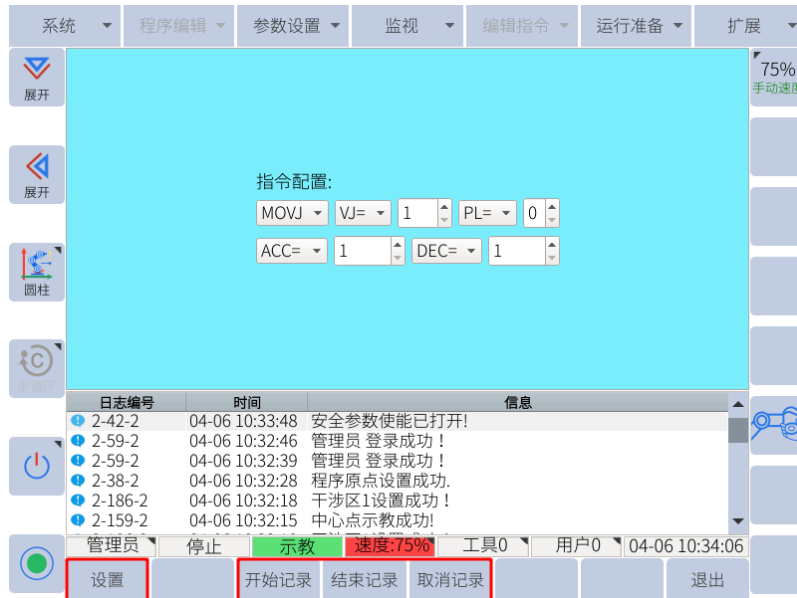 系统 程序编辑 参数设置 监视 编辑指令 运行准备 扩展
展开
75%
手动速度
展开
指令配置:
MOVJ VJ= 1 PL= 0
ACC= 1 DEC= 1
圆柱
单循环
日志编号 时间 信息
2-42-2 04-06 10:33:48 安全参数使能已打开!
2-59-2 04-06 10:32:46 管理员 登录成功！
2-59-2 04-06 10:32:39 管理员 登录成功！
2-38-2 04-06 10:32:28 程序原点设置成功.
2-186-2 04-06 10:32:18 干涉区1设置成功！
2-159-2 04-06 10:32:15 中心点示教成功!
管理员 停止 示教 速度:75% 工具0 用户0 04-06 10:34:06
设置 开始记录 结束记录 取消记录 退出